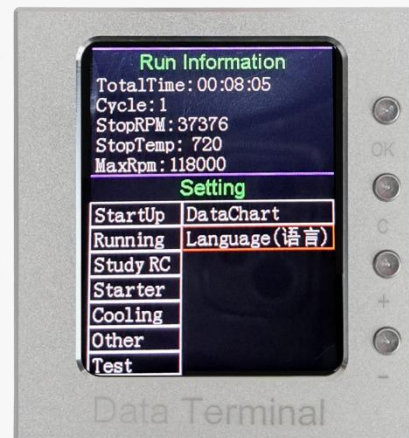 Run Information
TotalTime:00:08:05
Cycle:1
StopRPM:37376
StopTemp: 720
MaxRpm:118000
Setting
StartUp DataChart
Running Language(语言)
Study RC
Starter
Cooling
Other
Test
OK
C
+
-
Data Terminal